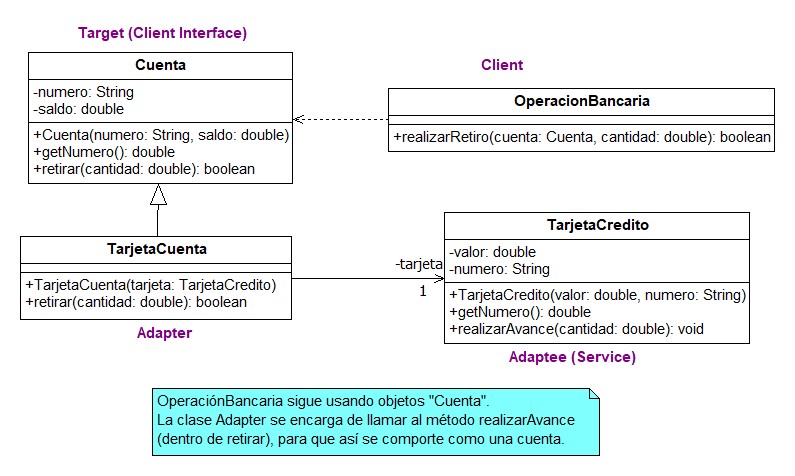 Target (Client Interface)
Cuenta
-numero: String
-saldo: double
+Cuenta(numero: String, saldo: double)
+getNumero(): double
+retirar(cantidad: double): boolean
Client
OperacionBancaria
+realizarRetiro(cuenta: Cuenta, cantidad: double): boolean
TarjetaCuenta
+TarjetaCuenta(tarjeta: TarjetaCredito)
+retirar(cantidad: double): boolean
Adapter
-tarjeta
1
TarjetaCredito
-valor: double
-numero: String
+TarjetaCredito(valor: double, numero: String)
+getNumero(): double
+realizarAvance(cantidad: double): void
Adaptee (Service)
OperaciónBancaria sigue usando objetos "Cuenta".
La clase Adapter se encarga de llamar al método realizarAvance
(dentro de retirar), para que así se comporte como una cuenta.